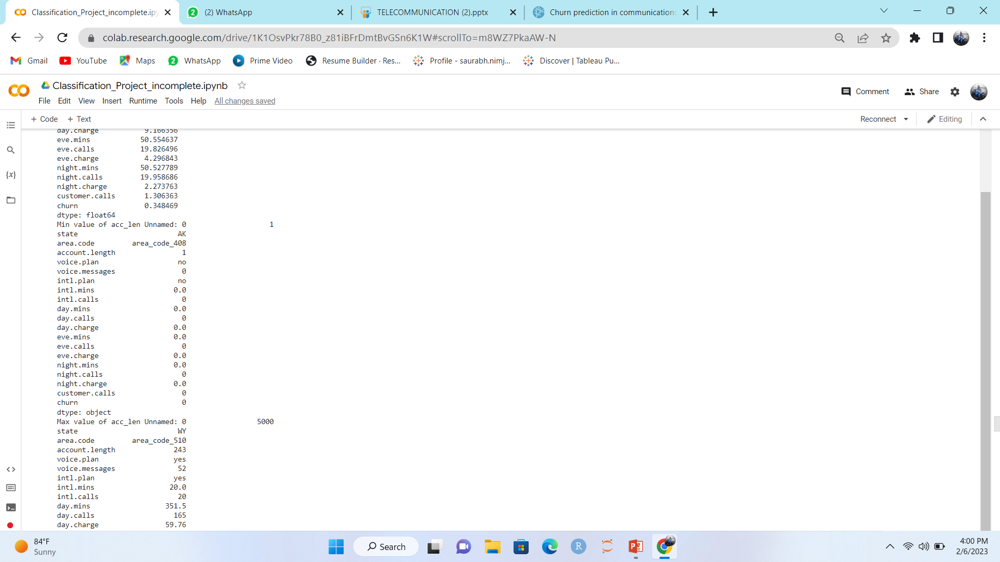 Classification_Project_incomplete.ip
(2) WhatsApp
TELECOMMUNICATION (2).pptx
Churn prediction in communications
colab.research.google.com/drive/1K1OsvPkr78B0_z81iBFrDmtBvGSn6K1W#scrollTo=m8WZ7PkaAW-N
Gmail
YouTube
Maps
WhatsApp
Prime Video
Resume Builder · Res...
Profile - saurabh.nimj...
Discover | Tableau Pu...
Classification_Project_incomplete.ipynb
Comment
Share
File Edit View Insert Runtime Tools Help All changes saved
+ Code + Text
Reconnect
Editing
day.charge 9.166356
eve.mins 50.554637
eve.calls 19.826496
eve.charge 4.296843
night.mins 50.527789
night.calls 19.958686
night.charge 2.273763
customer.calls 1.306363
churn 0.348469
dtype: float64
Min value of acc_len Unnamed: 0 1
state AK
area.code area_code_408
account.length 1
voice.plan no
voice.messages 0
intl.plan no
intl.mins 0.0
intl.calls 0
day.mins 0.0
day.calls 0
day.charge 0.0
eve.mins 0.0
eve.calls 0
eve.charge 0.0
night.mins 0.0
night.calls 0
night.charge 0.0
customer.calls 0
churn 0
dtype: object
Max value of acc_len Unnamed: 0 5000
state WY
area.code area_code_510
account.length 243
voice.plan yes
voice.messages 52
intl.plan yes
intl.mins 20.0
intl.calls 20
day.mins 351.5
day.calls 165
day.charge 59.76
84°F
Sunny
Search
4:00 PM
2/6/2023